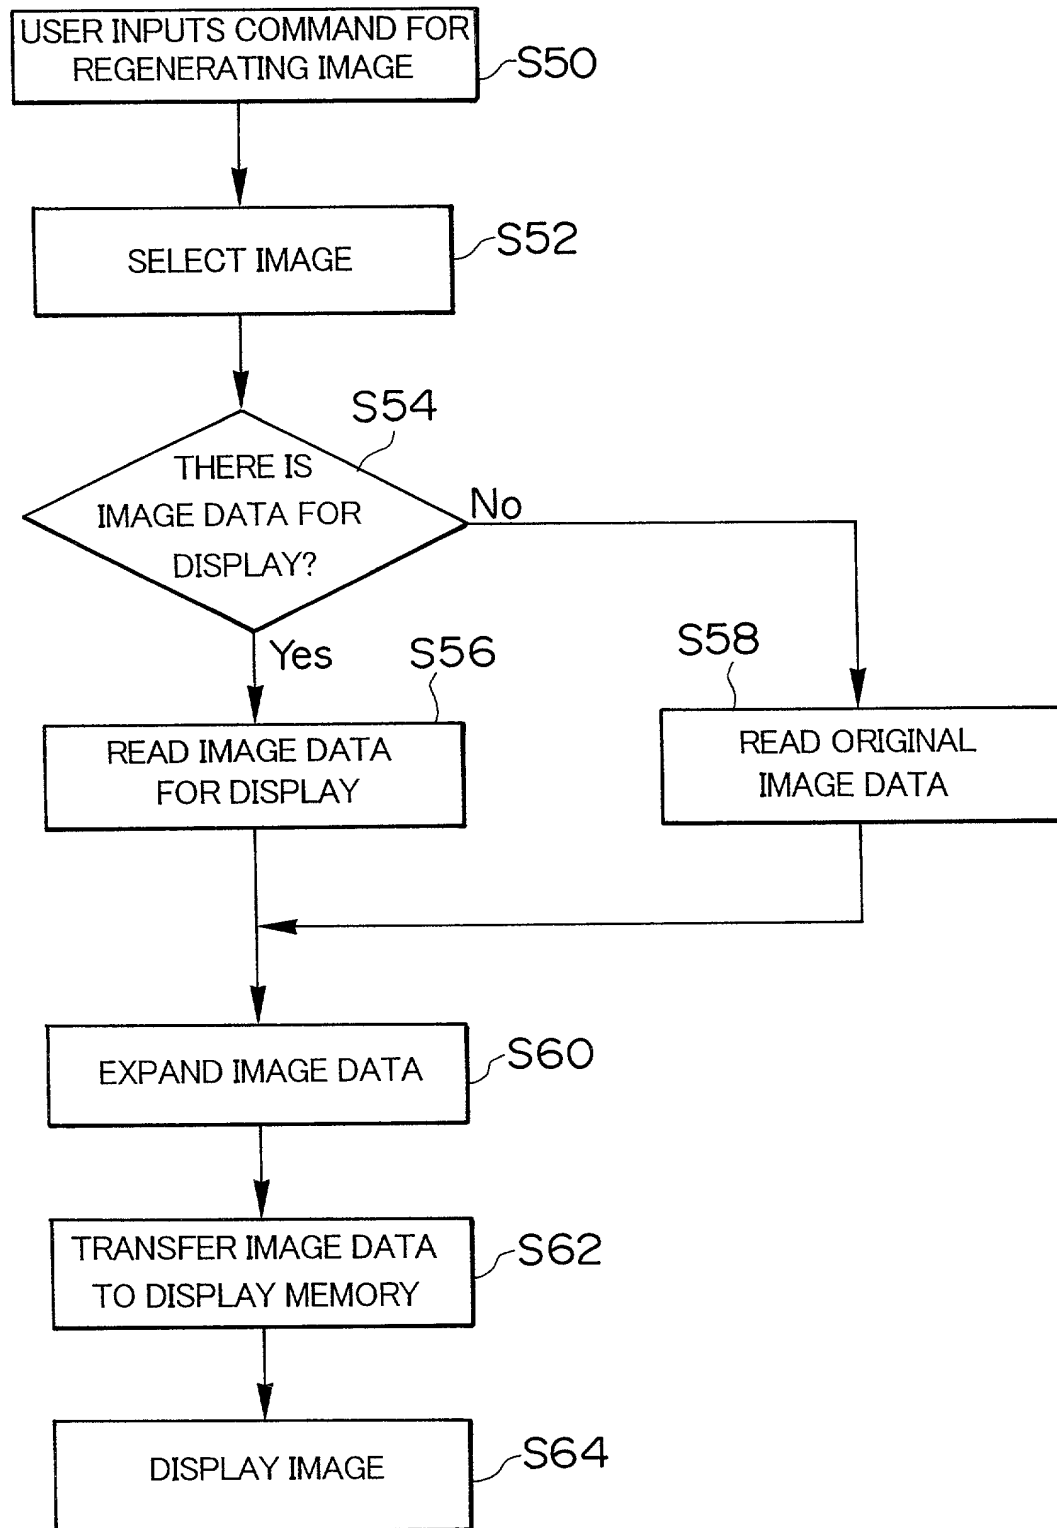 USER INPUTS COMMAND FOR
REGENERATING IMAGE
S50
SELECT IMAGE
S52
S54
THERE IS
IMAGE DATA FOR
DISPLAY?
No
Yes
S56
S58
READ IMAGE DATA
FOR DISPLAY
READ ORIGINAL
IMAGE DATA
EXPAND IMAGE DATA
S60
TRANSFER IMAGE DATA
TO DISPLAY MEMORY
S62
DISPLAY IMAGE
S64